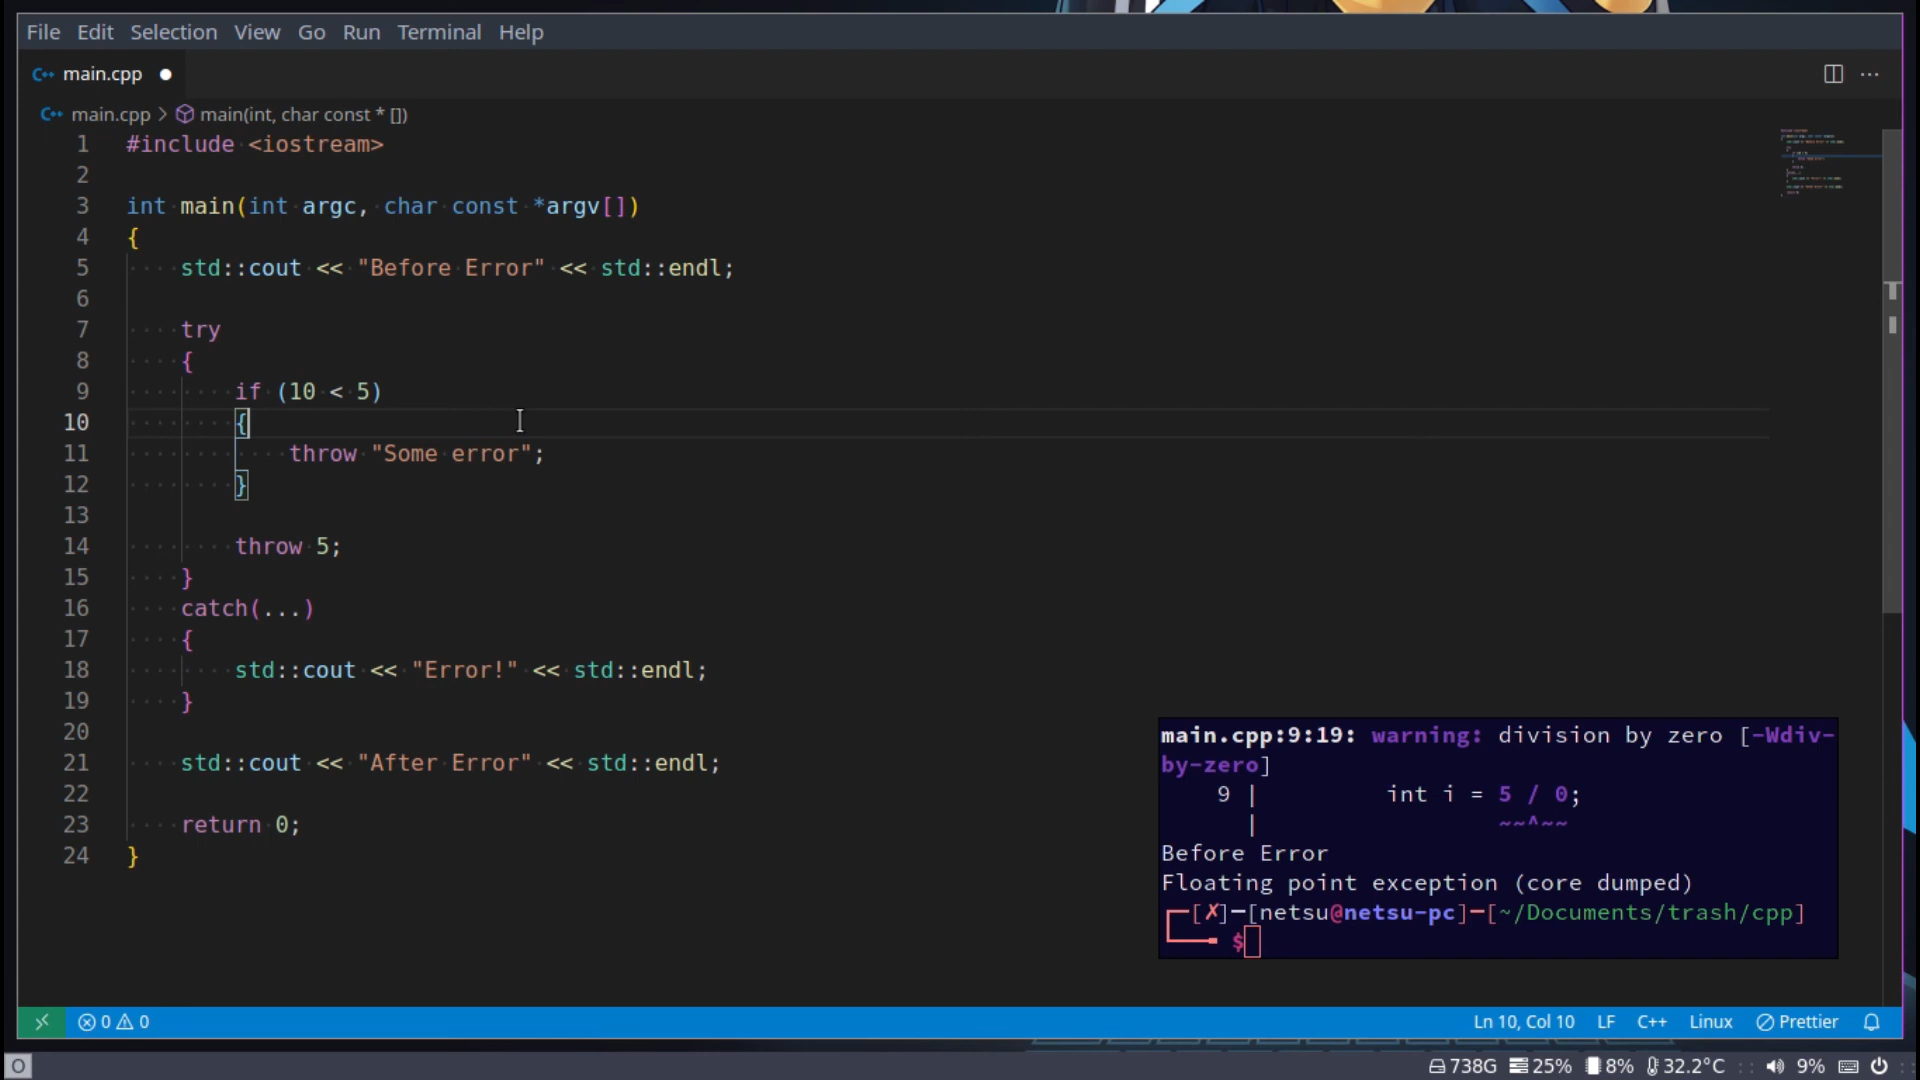 File Edit Selection View Go Run Terminal Help
main.cpp
main.cpp > main(int, char const * [])
1 #include <iostream>
2
3 int main(int argc, char const *argv[])
4 {
5 std::cout << "Before Error" << std::endl;
6
7 try
8 {
9 if (10 < 5)
10 {
11 throw "Some error";
12 }
13
14 throw 5;
15 }
16 catch(...)
17 {
18 std::cout << "Error!" << std::endl;
19 }
20
21 std::cout << "After Error" << std::endl;
22
23 return 0;
24 }
main.cpp:9:19: warning: division by zero [-Wdiv-
by-zero]
9 | int i = 5 / 0;
| ~~^~~
Before Error
Floating point exception (core dumped)
[✗]─[netsu@netsu-pc]─[~/Documents/trash/cpp]
$
0 0 Ln 10, Col 10 LF C++ Linux Prettier
738G 25% 8% 32.2°C 9%